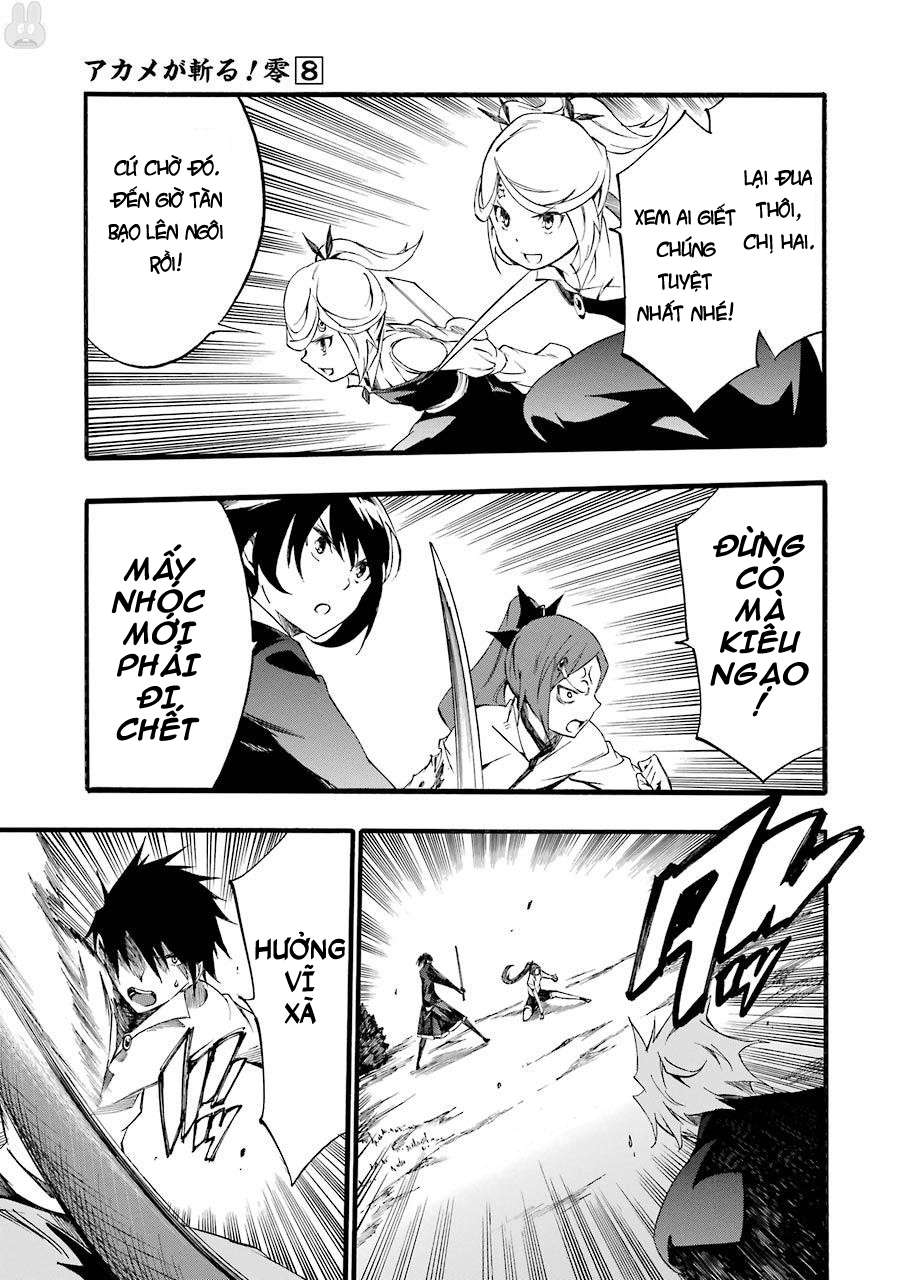 アカメが斬る!零 8
LẠI ĐUA
THÔI,
CHỊ HAI.
XEM AI GIẾT
CHÚNG
TUYỆT
NHẤT NHÉ!
CỨ CHỜ ĐÓ.
ĐẾN GIỜ TÀN
BẠO LÊN NGÔI
RỒI!
ĐỪNG
CÓ
MÀ
KIÊU
NGẠO
!
MẤY
NHÓC
MỚI
PHẢI
ĐI
CHẾT
HƯỞNG
VĨ
XÀ